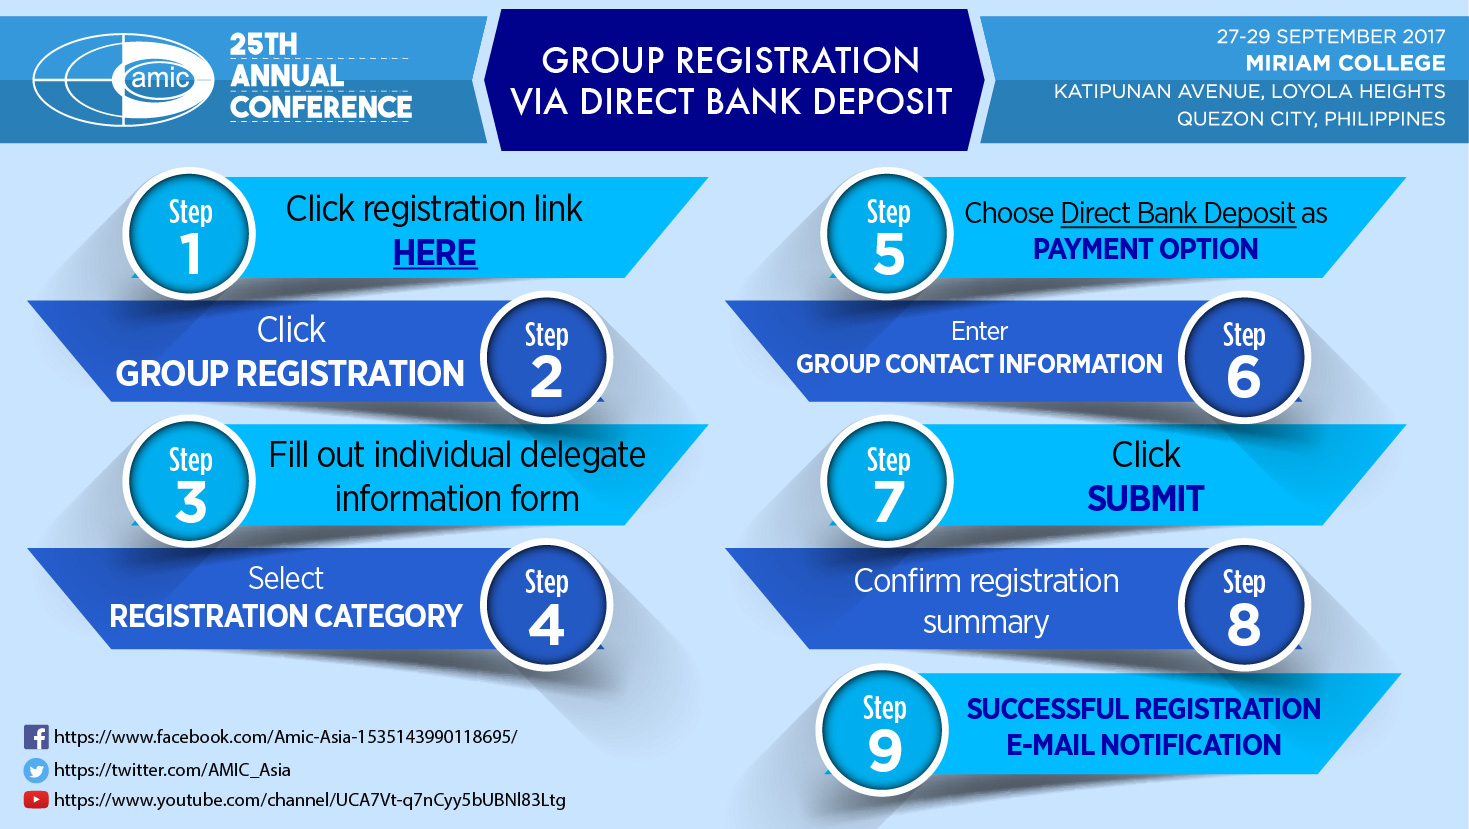 amic
25TH
ANNUAL
CONFERENCE
GROUP REGISTRATION
VIA DIRECT BANK DEPOSIT
27-29 SEPTEMBER 2017
MIRIAM COLLEGE
KATIPUNAN AVENUE, LOYOLA HEIGHTS
QUEZON CITY, PHILIPPINES
Step
1
Click registration link
HERE
Click
GROUP REGISTRATION
Step
2
Step
3
Fill out individual delegate
information form
Select
REGISTRATION CATEGORY
Step
4
Step
5
Choose Direct Bank Deposit as
PAYMENT OPTION
Enter
GROUP CONTACT INFORMATION
Step
6
Step
7
Click
SUBMIT
Confirm registration
summary
Step
8
Step
9
SUCCESSFUL REGISTRATION
E-MAIL NOTIFICATION
https://www.facebook.com/Amic-Asia-1535143990118695/
https://twitter.com/AMIC_Asia
https://www.youtube.com/channel/UCA7Vt-q7nCyy5bUBNl83Ltg